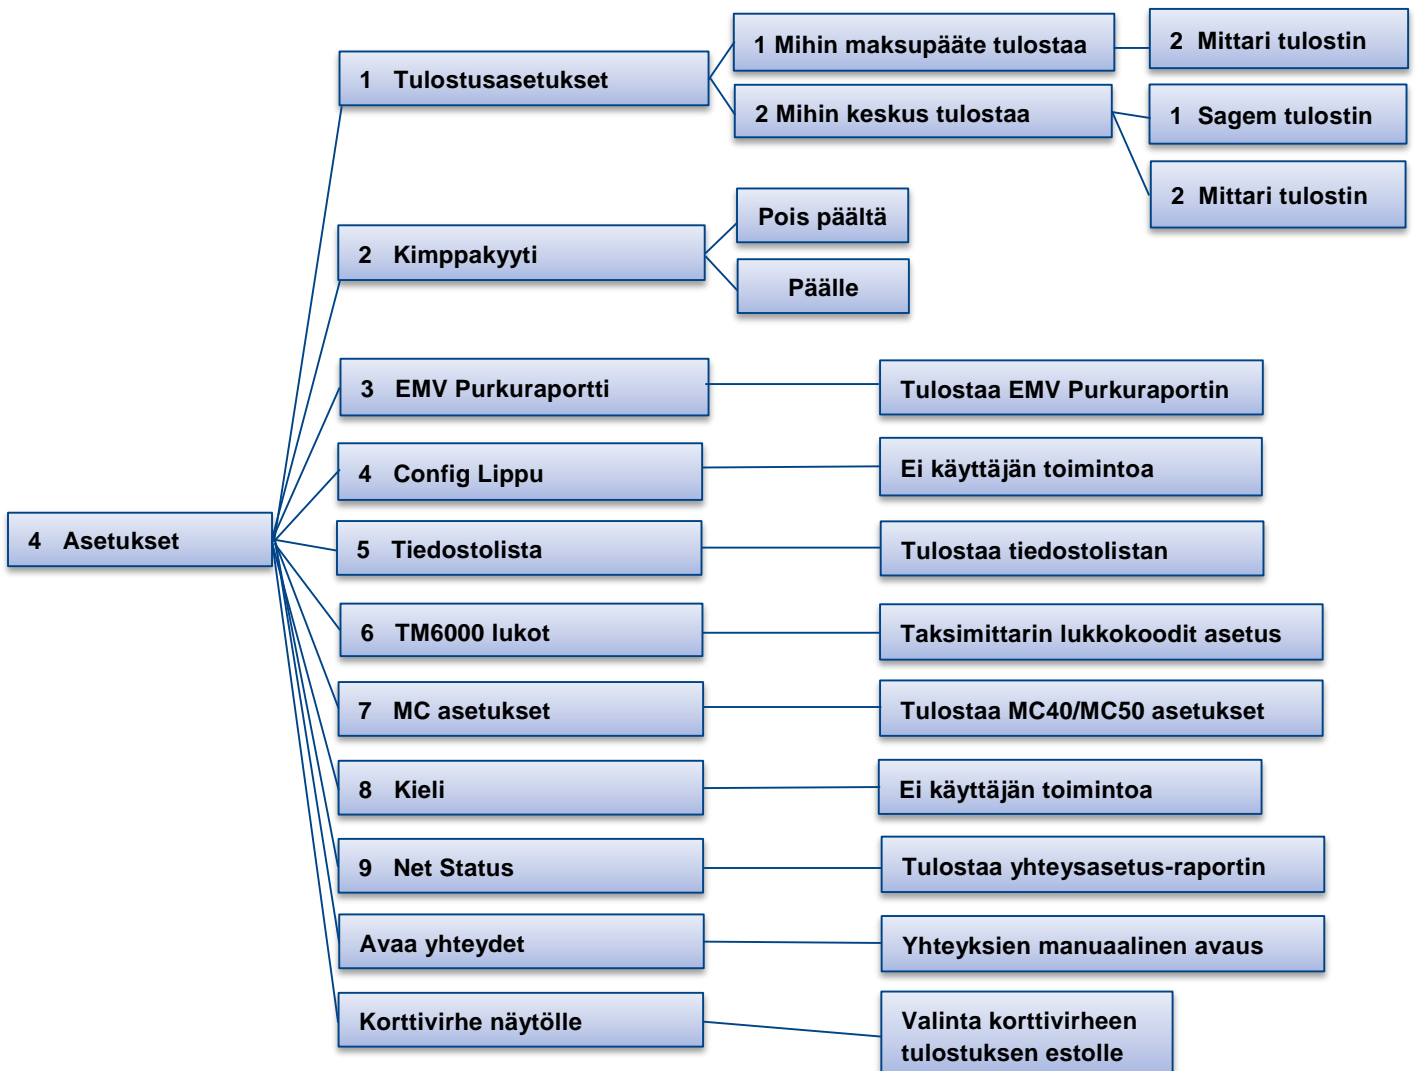 4 Asetukset
1 Tulostusasetukset
1 Mihin maksupääte tulostaa
2 Mittari tulostin
2 Mihin keskus tulostaa
1 Sagem tulostin
2 Mittari tulostin
2 Kimppakyyti
Pois päältä
Päälle
3 EMV Purkuraportti
Tulostaa EMV Purkuraportin
4 Config Lippu
Ei käyttäjän toimintoa
5 Tiedostolista
Tulostaa tiedostolistan
6 TM6000 lukot
Taksimittarin lukkokoodit asetus
7 MC asetukset
Tulostaa MC40/MC50 asetukset
8 Kieli
Ei käyttäjän toimintoa
9 Net Status
Tulostaa yhteysasetus-raportin
Avaa yhteydet
Yhteyksien manuaalinen avaus
Korttivirhe näytölle
Valinta korttivirheen
tulostuksen estolle